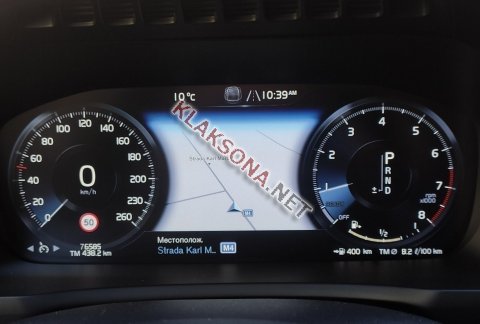 10°C 10:39AM
100 120 140 160 180 200 220 240 260
80 60 40 20 0
0
km/h
50
76585
TM 438.2 km
KLAKSONA.NET
Strada Karl M
Местополож.
Strada Karl M... M4
1 2 3 4 5 6 7 8
P
R
N
D
±
rpm
x1000
OFF
½
400 km TM Ø 8.2 l/100 km